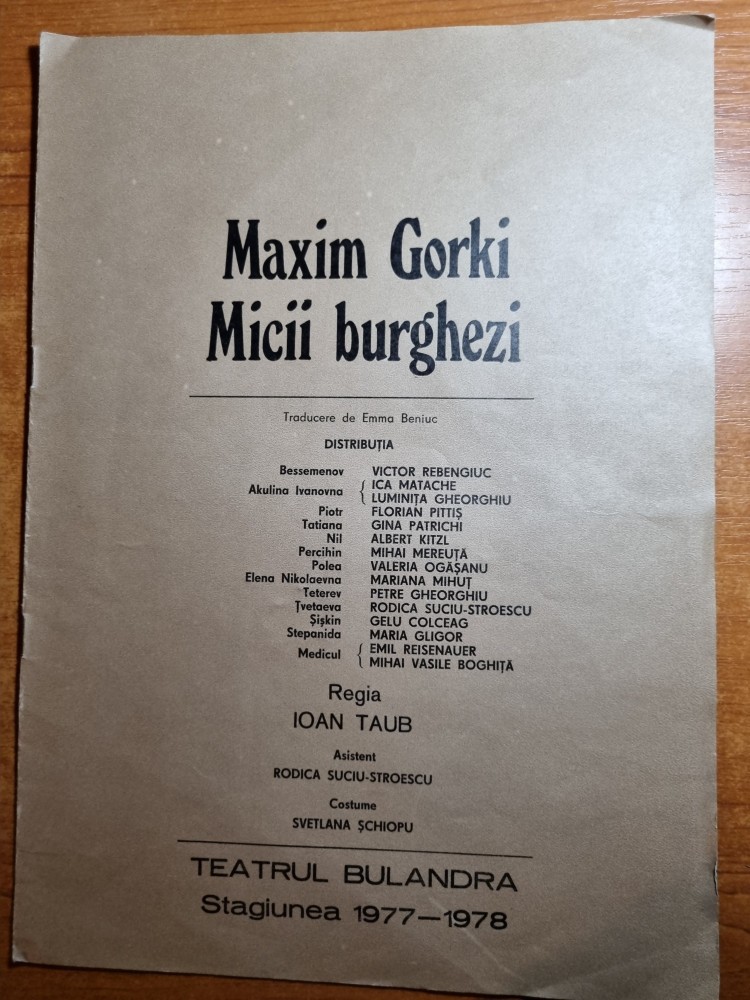 Maxim Gorki
Micii burghezi
Traducere de Emma Beniuc
DISTRIBUȚIA
Bessemenov VICTOR REBENGIUC
Akulina Ivanovna { ICA MATACHE
LUMINIȚA GHEORGHIU
Piotr FLORIAN PITTIȘ
Tatiana GINA PATRICHI
Nil ALBERT KITZL
Percihin MIHAI MEREUȚĂ
Polea VALERIA OGĂȘANU
Elena Nikolaevna MARIANA MIHUȚ
Teterev PETRE GHEORGHIU
Țvetaeva RODICA SUCIU-STROESCU
Șișkin GELU COLCEAG
Stepanida MARIA GLIGOR
Medicul { EMIL REISENAUER
MIHAI VASILE BOGHIȚĂ
Regia
IOAN TAUB
Asistent
RODICA SUCIU-STROESCU
Costume
SVETLANA ȘCHIOPU
TEATRUL BULANDRA
Stagiunea 1977—1978